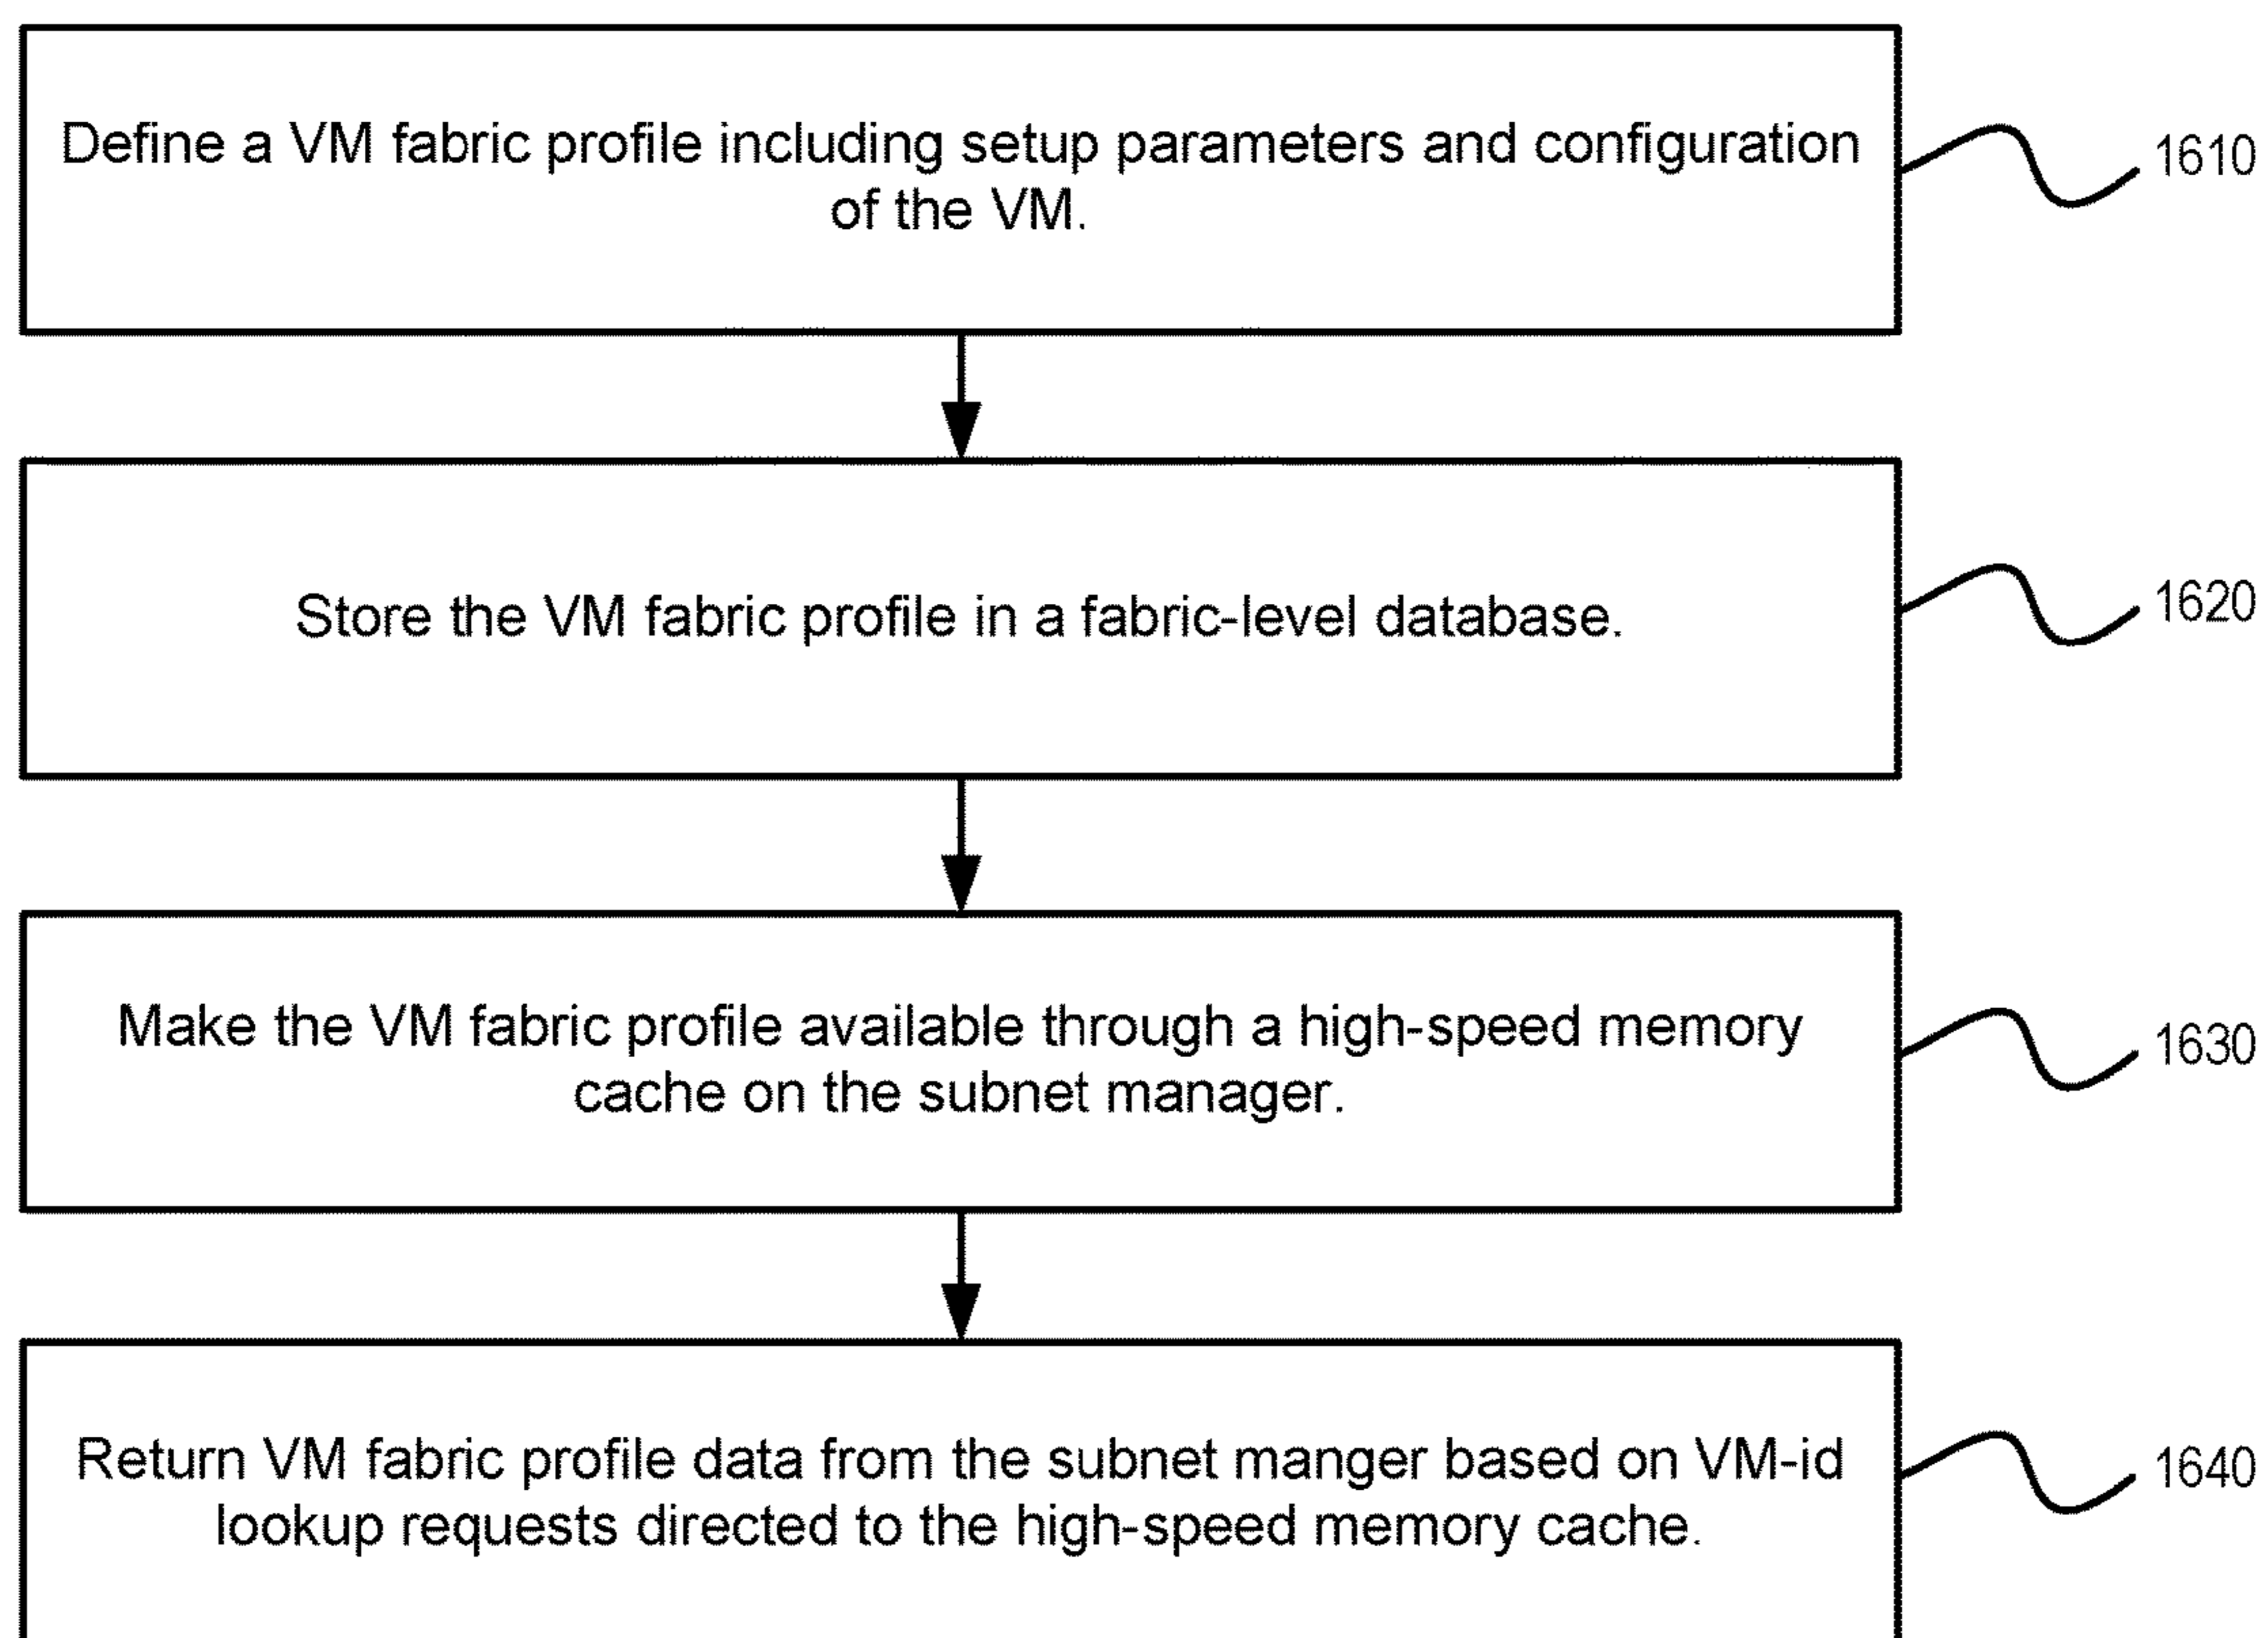 Define a VM fabric profile including setup parameters and configuration
of the VM.
1610
Store the VM fabric profile in a fabric-level database.
1620
Make the VM fabric profile available through a high-speed memory
cache on the subnet manager.
1630
Return VM fabric profile data from the subnet manger based on VM-id
lookup requests directed to the high-speed memory cache.
1640